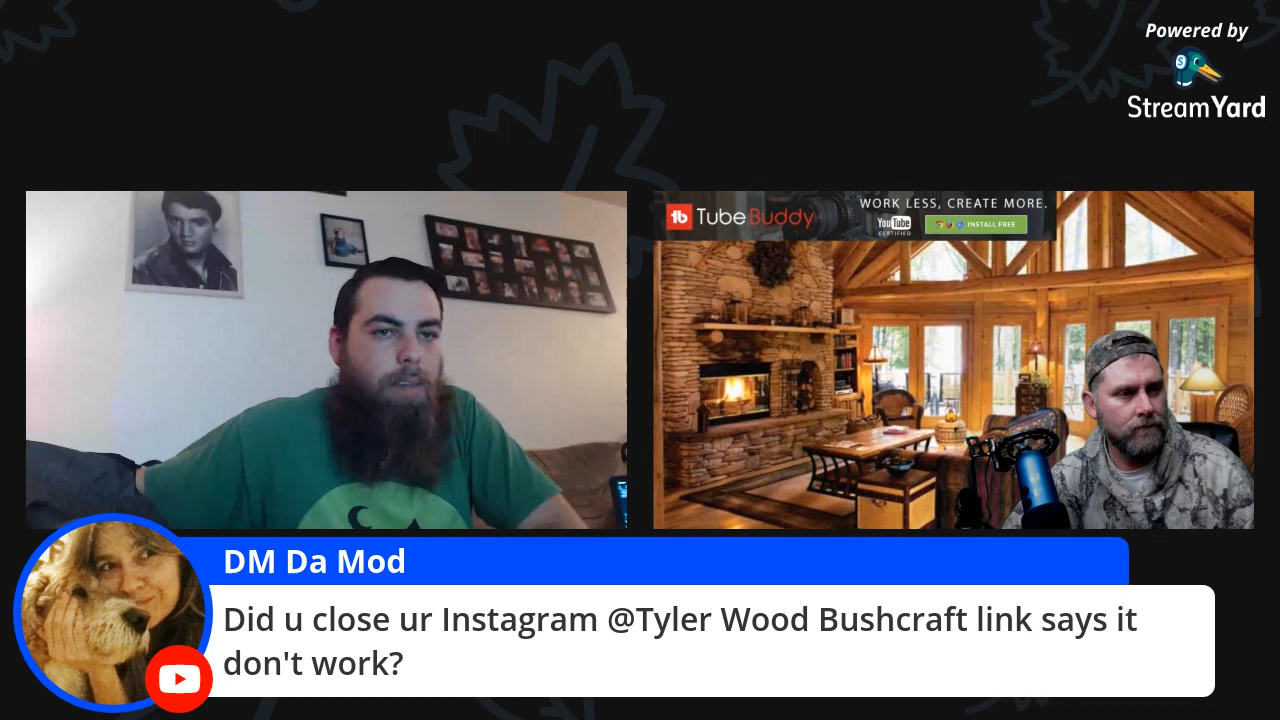 Powered by
StreamYard
TubeBuddy
WORK LESS, CREATE MORE.
YouTube
CERTIFIED
INSTALL FREE
DM Da Mod
Did u close ur Instagram @Tyler Wood Bushcraft link says it
don't work?